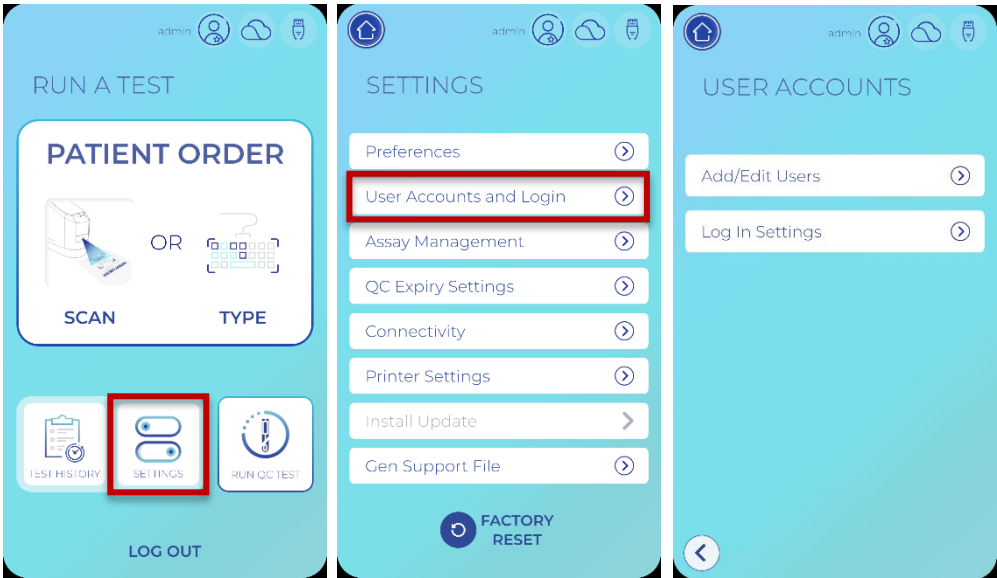 admin
RUN A TEST
PATIENT ORDER
OR
SCAN
TYPE
TEST HISTORY
SETTINGS
RUN QC TEST
LOG OUT
admin
SETTINGS
Preferences
User Accounts and Login
Assay Management
QC Expiry Settings
Connectivity
Printer Settings
Install Update
Gen Support File
FACTORY
RESET
admin
USER ACCOUNTS
Add/Edit Users
Log In Settings